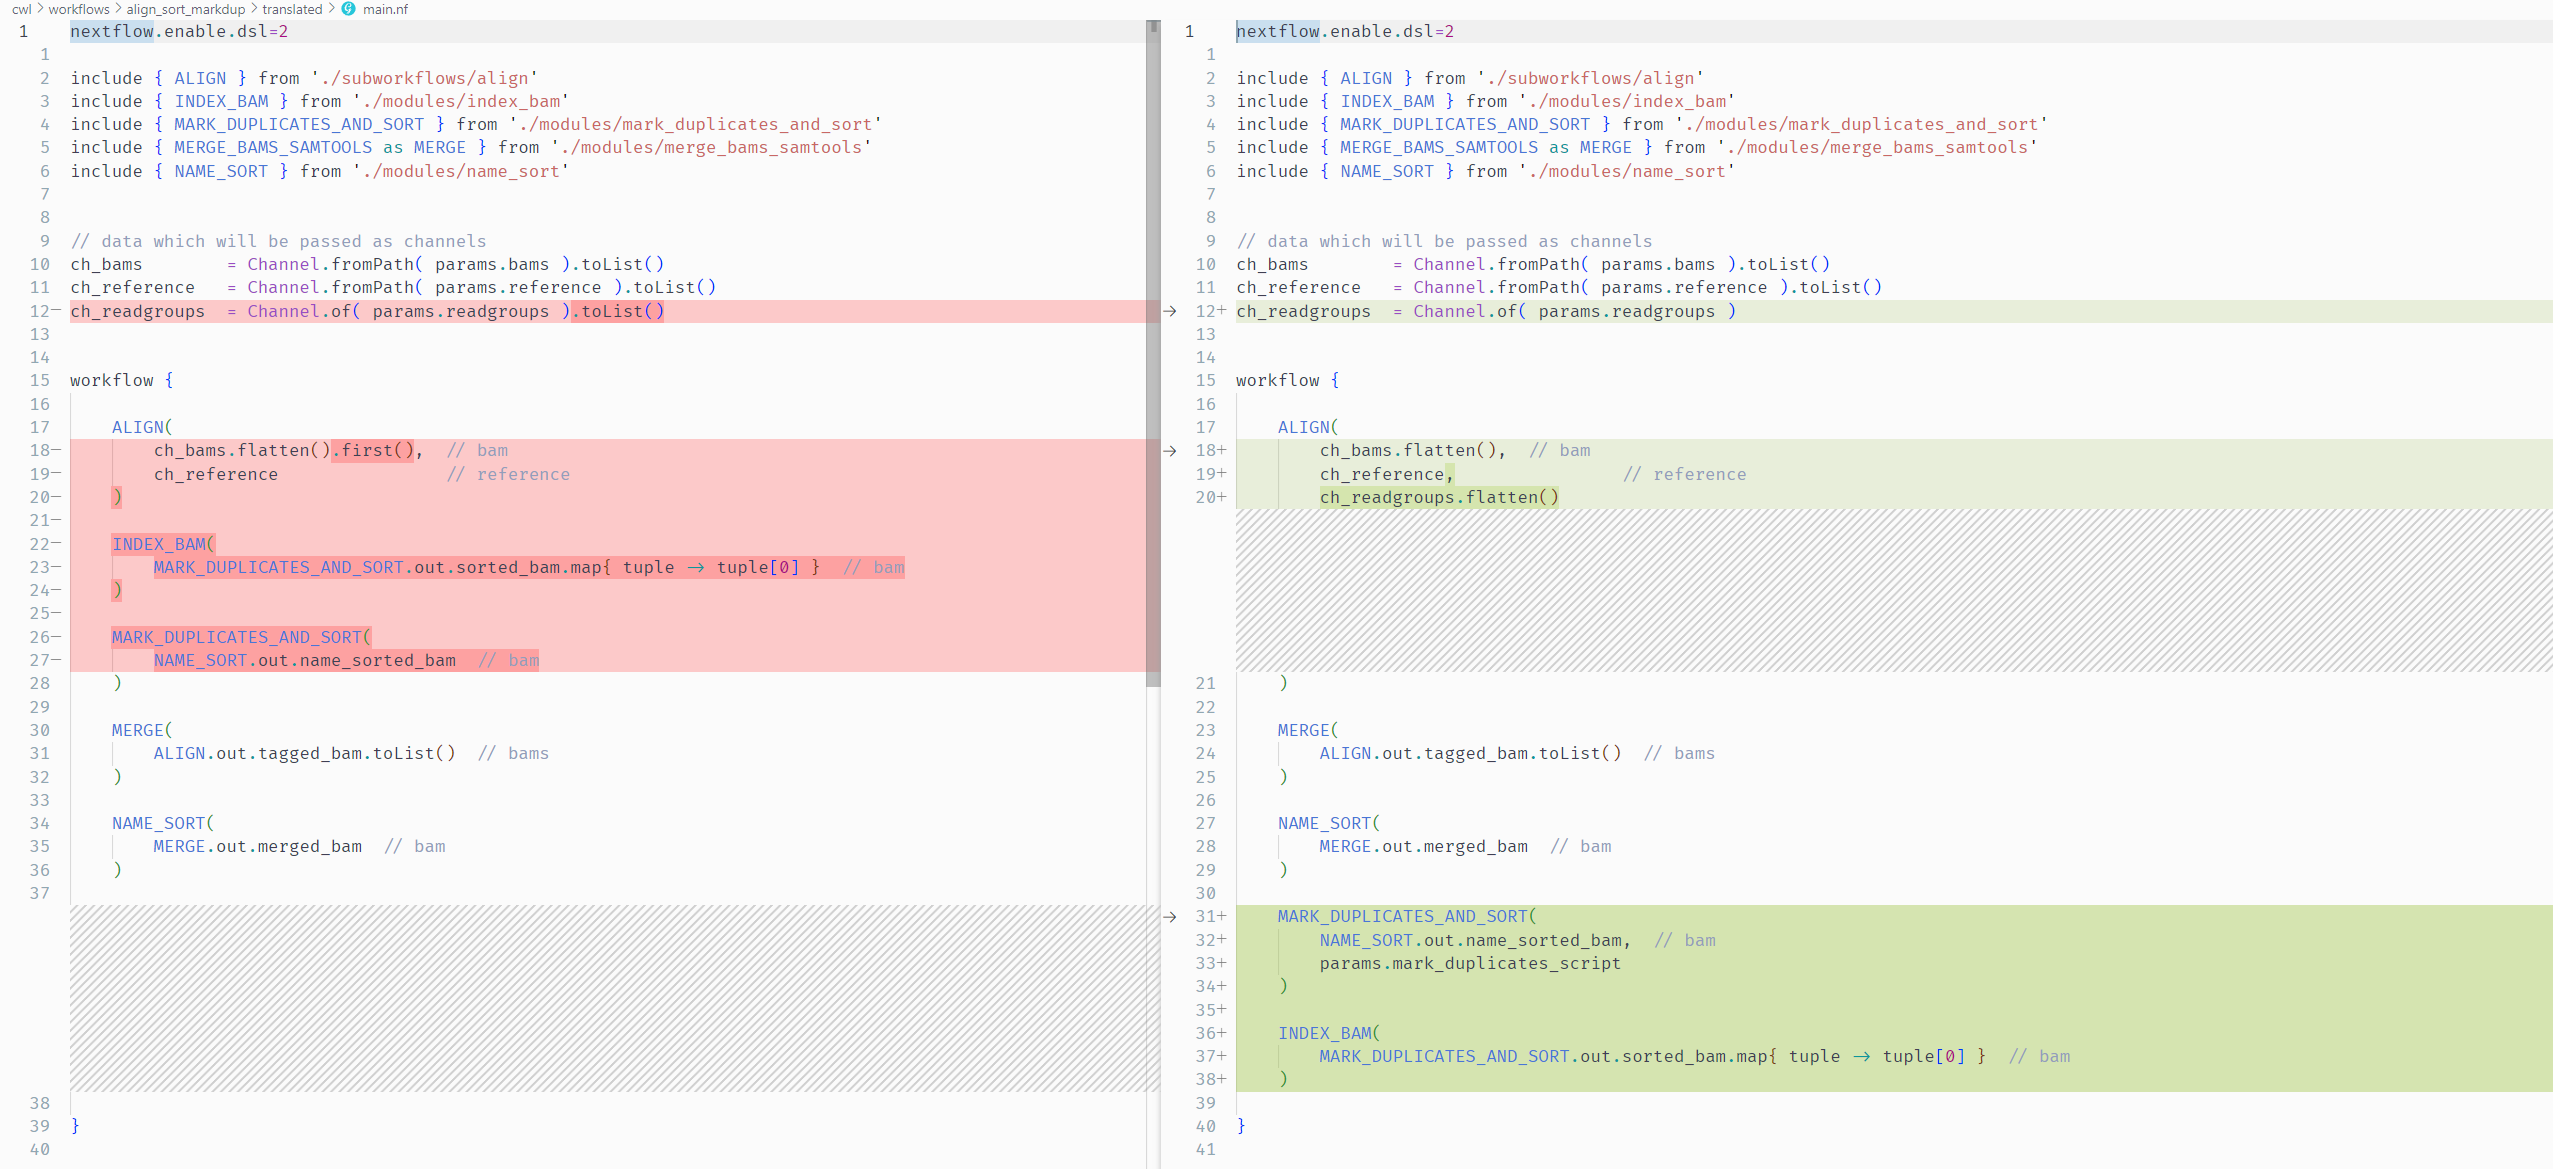 cwl > workflows > align_sort_markdup > translated > main.nf
1 nextflow.enable.dsl=2
1
2 include { ALIGN } from './subworkflows/align'
3 include { INDEX_BAM } from './modules/index_bam'
4 include { MARK_DUPLICATES_AND_SORT } from './modules/mark_duplicates_and_sort'
5 include { MERGE_BAMS_SAMTOOLS as MERGE } from './modules/merge_bams_samtools'
6 include { NAME_SORT } from './modules/name_sort'
7
8
9 // data which will be passed as channels
10 ch_bams        = Channel.fromPath( params.bams ).toList()
11 ch_reference   = Channel.fromPath( params.reference ).toList()
12− ch_readgroups  = Channel.of( params.readgroups ).toList()
13
14
15 workflow {
16
17     ALIGN(
18−         ch_bams.flatten().first(),  // bam
19−         ch_reference                // reference
20−     )
21−
22−     INDEX_BAM(
23−         MARK_DUPLICATES_AND_SORT.out.sorted_bam.map{ tuple -> tuple[0] }  // bam
24−     )
25−
26−     MARK_DUPLICATES_AND_SORT(
27−         NAME_SORT.out.name_sorted_bam  // bam
28     )
29
30     MERGE(
31         ALIGN.out.tagged_bam.toList()  // bams
32     )
33
34     NAME_SORT(
35         MERGE.out.merged_bam  // bam
36     )
37
38
39 }
40
1 nextflow.enable.dsl=2
1
2 include { ALIGN } from './subworkflows/align'
3 include { INDEX_BAM } from './modules/index_bam'
4 include { MARK_DUPLICATES_AND_SORT } from './modules/mark_duplicates_and_sort'
5 include { MERGE_BAMS_SAMTOOLS as MERGE } from './modules/merge_bams_samtools'
6 include { NAME_SORT } from './modules/name_sort'
7
8
9 // data which will be passed as channels
10 ch_bams        = Channel.fromPath( params.bams ).toList()
11 ch_reference   = Channel.fromPath( params.reference ).toList()
→ 12+ ch_readgroups  = Channel.of( params.readgroups )
13
14
15 workflow {
16
17     ALIGN(
→ 18+         ch_bams.flatten(),  // bam
19+         ch_reference,                // reference
20+         ch_readgroups.flatten()
21     )
22
23     MERGE(
24         ALIGN.out.tagged_bam.toList()  // bams
25     )
26
27     NAME_SORT(
28         MERGE.out.merged_bam  // bam
29     )
30
→ 31+     MARK_DUPLICATES_AND_SORT(
32+         NAME_SORT.out.name_sorted_bam,  // bam
33+         params.mark_duplicates_script
34+     )
35+
36+     INDEX_BAM(
37+         MARK_DUPLICATES_AND_SORT.out.sorted_bam.map{ tuple -> tuple[0] }  // bam
38+     )
39
40 }
41